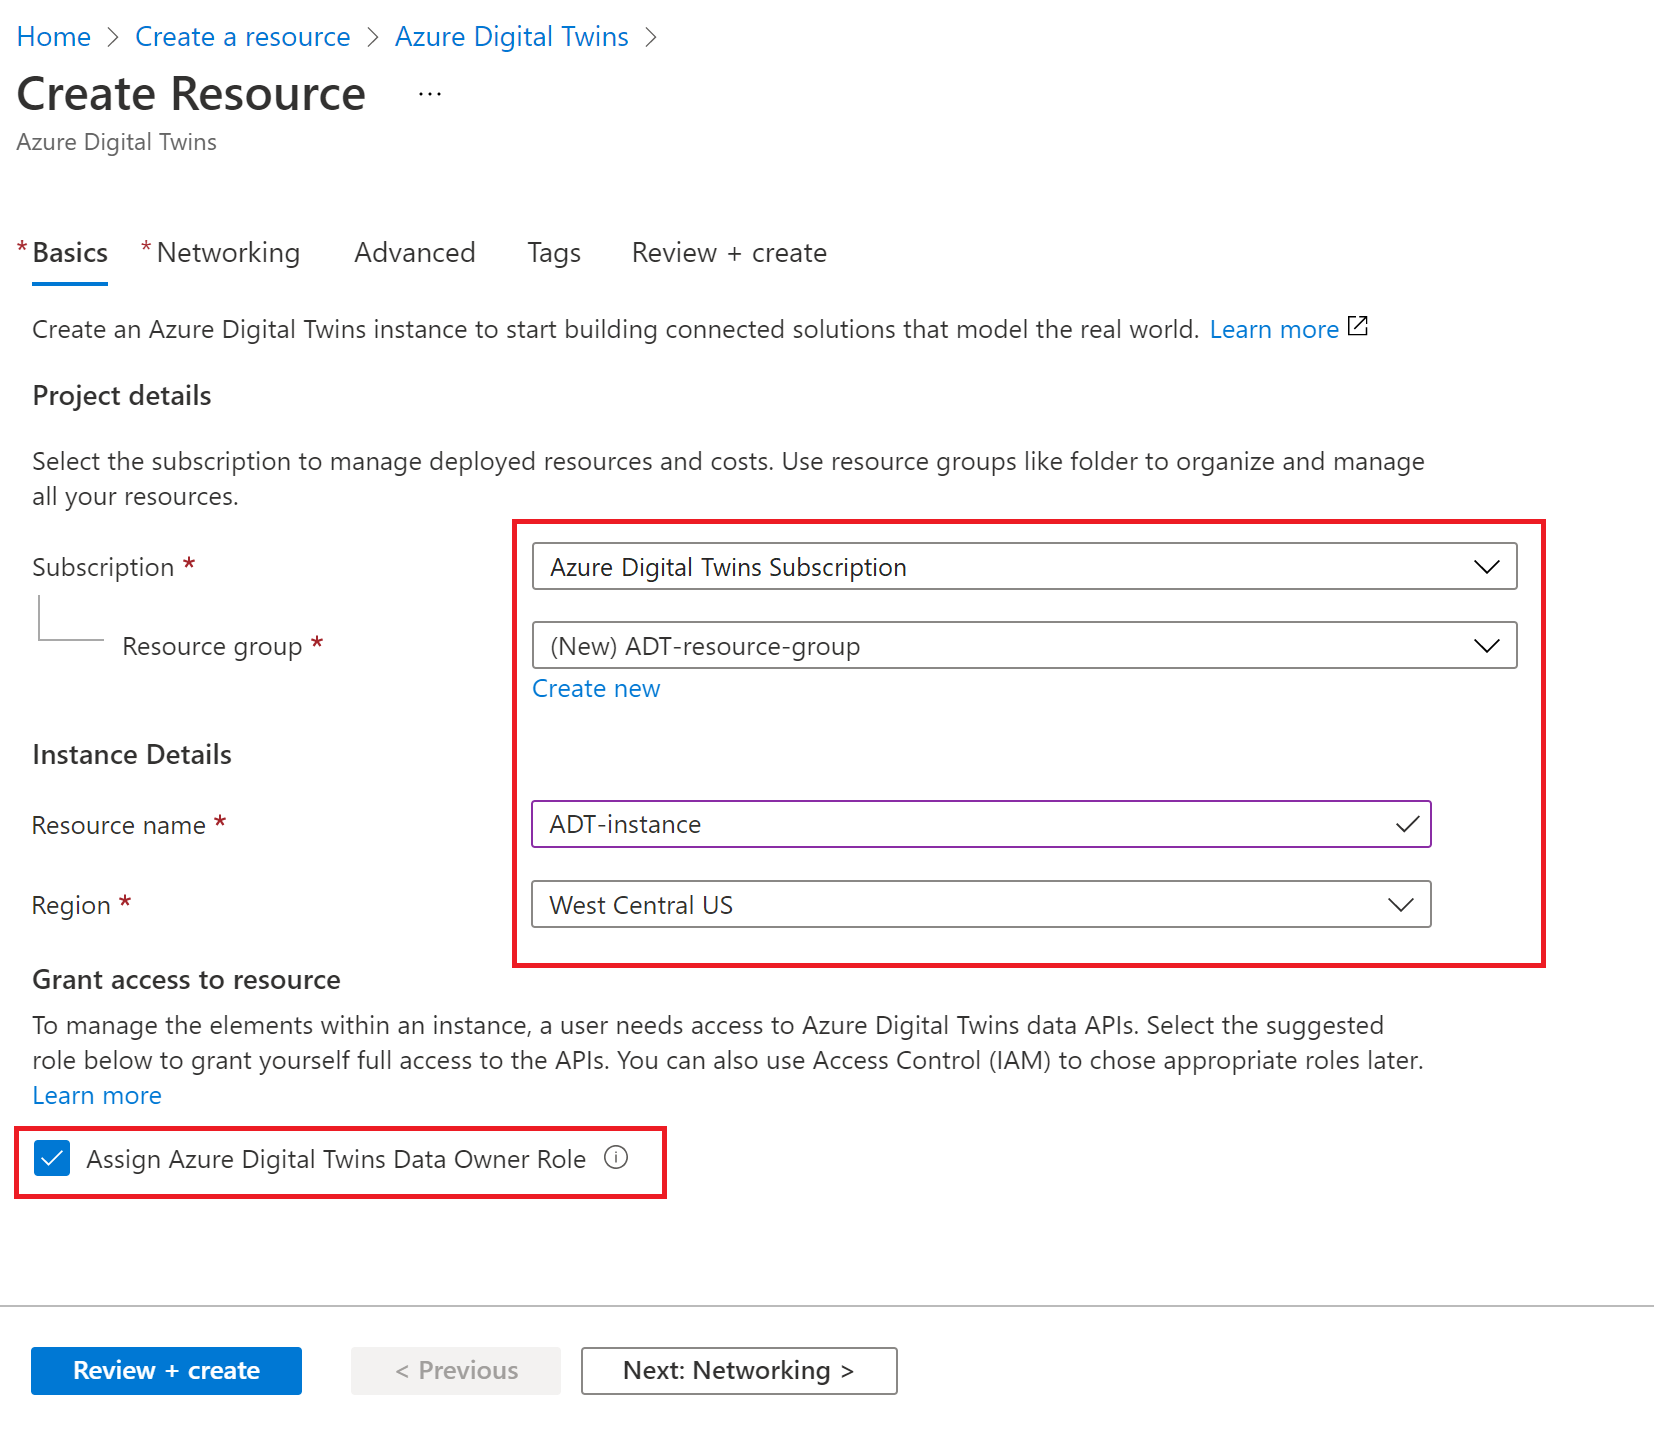 Home > Create a resource > Azure Digital Twins >
Create Resource ...
Azure Digital Twins
* Basics * Networking Advanced Tags Review + create
Create an Azure Digital Twins instance to start building connected solutions that model the real world. Learn more
Project details
Select the subscription to manage deployed resources and costs. Use resource groups like folder to organize and manage
all your resources.
Subscription * Azure Digital Twins Subscription
Resource group * (New) ADT-resource-group
Create new
Instance Details
Resource name * ADT-instance
Region * West Central US
Grant access to resource
To manage the elements within an instance, a user needs access to Azure Digital Twins data APIs. Select the suggested
role below to grant yourself full access to the APIs. You can also use Access Control (IAM) to chose appropriate roles later.
Learn more
Assign Azure Digital Twins Data Owner Role
Review + create < Previous Next: Networking >